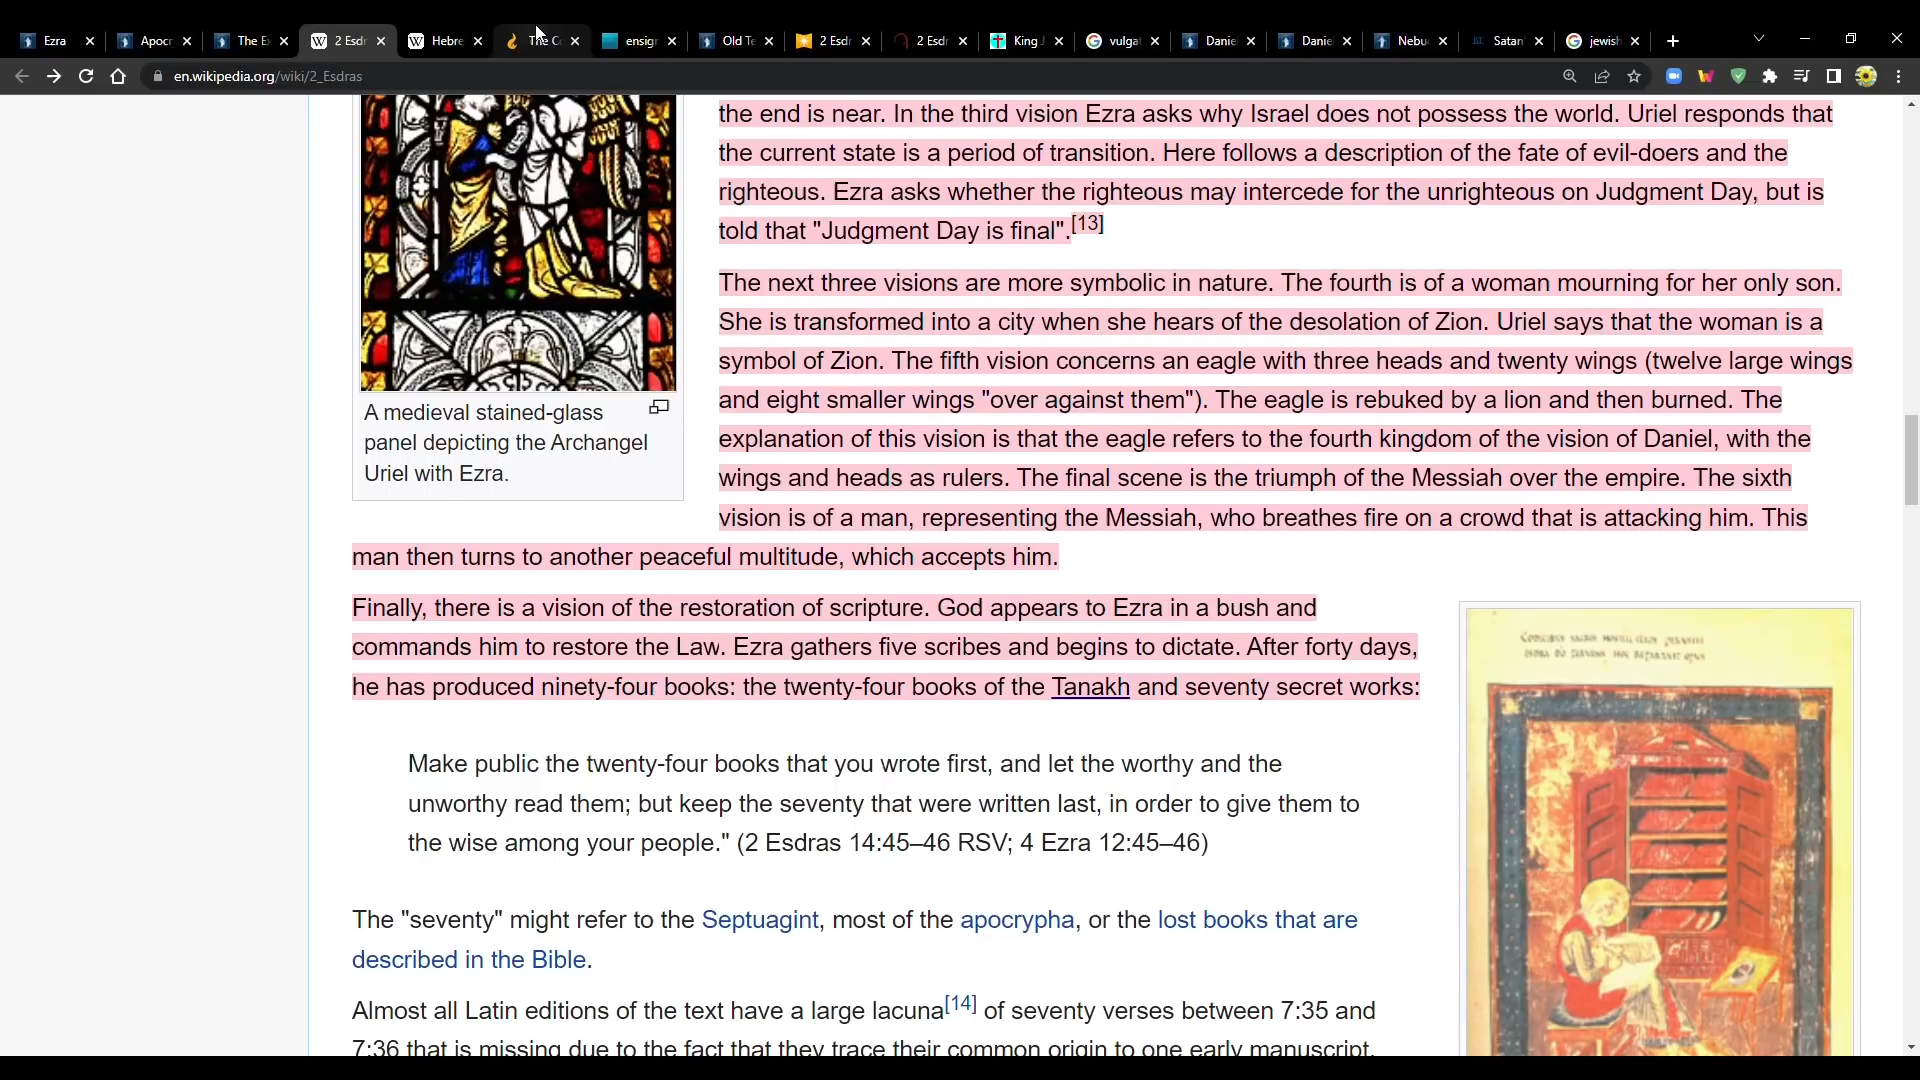 Ezra
Apocr
The E
2 Esdr
Hebre
The C
ensig
Old Te
2 Esdr
2 Esdr
King J
vulga
Danie
Danie
Nebu
Satan
jewish
en.wikipedia.org/wiki/2_Esdras
the end is near. In the third vision Ezra asks why Israel does not possess the world. Uriel responds that
the current state is a period of transition. Here follows a description of the fate of evil-doers and the
righteous. Ezra asks whether the righteous may intercede for the unrighteous on Judgment Day, but is
told that "Judgment Day is final".[13]
The next three visions are more symbolic in nature. The fourth is of a woman mourning for her only son.
She is transformed into a city when she hears of the desolation of Zion. Uriel says that the woman is a
symbol of Zion. The fifth vision concerns an eagle with three heads and twenty wings (twelve large wings
and eight smaller wings "over against them"). The eagle is rebuked by a lion and then burned. The
explanation of this vision is that the eagle refers to the fourth kingdom of the vision of Daniel, with the
wings and heads as rulers. The final scene is the triumph of the Messiah over the empire. The sixth
vision is of a man, representing the Messiah, who breathes fire on a crowd that is attacking him. This
man then turns to another peaceful multitude, which accepts him.
A medieval stained-glass
panel depicting the Archangel
Uriel with Ezra.
Finally, there is a vision of the restoration of scripture. God appears to Ezra in a bush and
commands him to restore the Law. Ezra gathers five scribes and begins to dictate. After forty days,
he has produced ninety-four books: the twenty-four books of the Tanakh and seventy secret works:
Make public the twenty-four books that you wrote first, and let the worthy and the
unworthy read them; but keep the seventy that were written last, in order to give them to
the wise among your people." (2 Esdras 14:45–46 RSV; 4 Ezra 12:45–46)
The "seventy" might refer to the Septuagint, most of the apocrypha, or the lost books that are
described in the Bible.
Almost all Latin editions of the text have a large lacuna[14] of seventy verses between 7:35 and
7:36 that is missing due to the fact that they trace their common origin to one early manuscript,